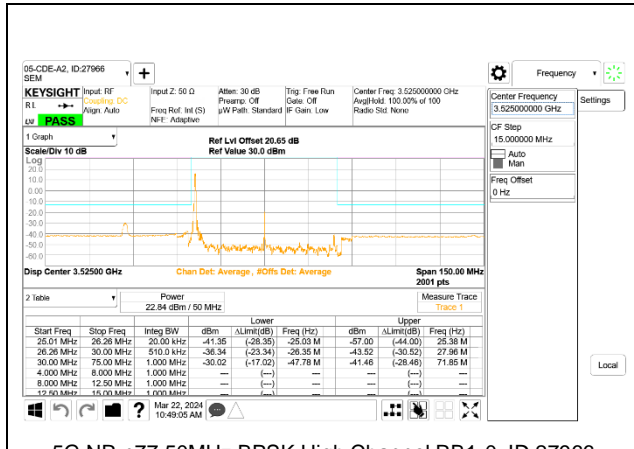 05-CDE-A2, ID:27966
SEM
Frequency
KEYSIGHT Input: RF Input Z: 50 Ω Atten: 30 dB Trig: Free Run Center Freq: 3.525000000 GHz
R L Coupling: DC Preamp: Off Gate: Off Avg|Hold: 100.00% of 100
Align: Auto Freq Ref: Int (S) µW Path: Standard IF Gain: Low Radio Std: None
NFE: Adaptive
PASS
Center Frequency
3.525000000 GHz
Settings
CF Step
15.000000 MHz
Auto
Man
Freq Offset
0 Hz
1 Graph
Ref Lvl Offset 20.65 dB
Scale/Div 10 dB Ref Value 30.0 dBm
Log
20.0
10.0
0.00
-10.0
-20.0
-30.0
-40.0
-50.0
-60.0
Disp Center 3.52500 GHz Chan Det: Average , #Offs Det: Average Span 150.00 MHz
2001 pts
2 Table Power Measure Trace
22.84 dBm / 50 MHz Trace 1
Lower Upper
Start Freq Stop Freq Integ BW dBm ΔLimit(dB) Freq (Hz) dBm ΔLimit(dB) Freq (Hz)
25.01 MHz 26.26 MHz 20.00 kHz -41.35 (-28.35) -25.03 M -57.00 (-44.00) 25.38 M
26.26 MHz 30.00 MHz 510.0 kHz -36.34 (-23.34) -26.35 M -43.52 (-30.52) 27.96 M
30.00 MHz 75.00 MHz 1.000 MHz -30.02 (-17.02) -47.78 M -41.46 (-28.46) 71.85 M
4.000 MHz 8.000 MHz 1.000 MHz --- (---) --- (---)
8.000 MHz 12.50 MHz 1.000 MHz --- (---) --- (---)
12.50 MHz 15.00 MHz 1.000 MHz --- (---) --- (---)
Local
Mar 22, 2024
10:49:05 AM